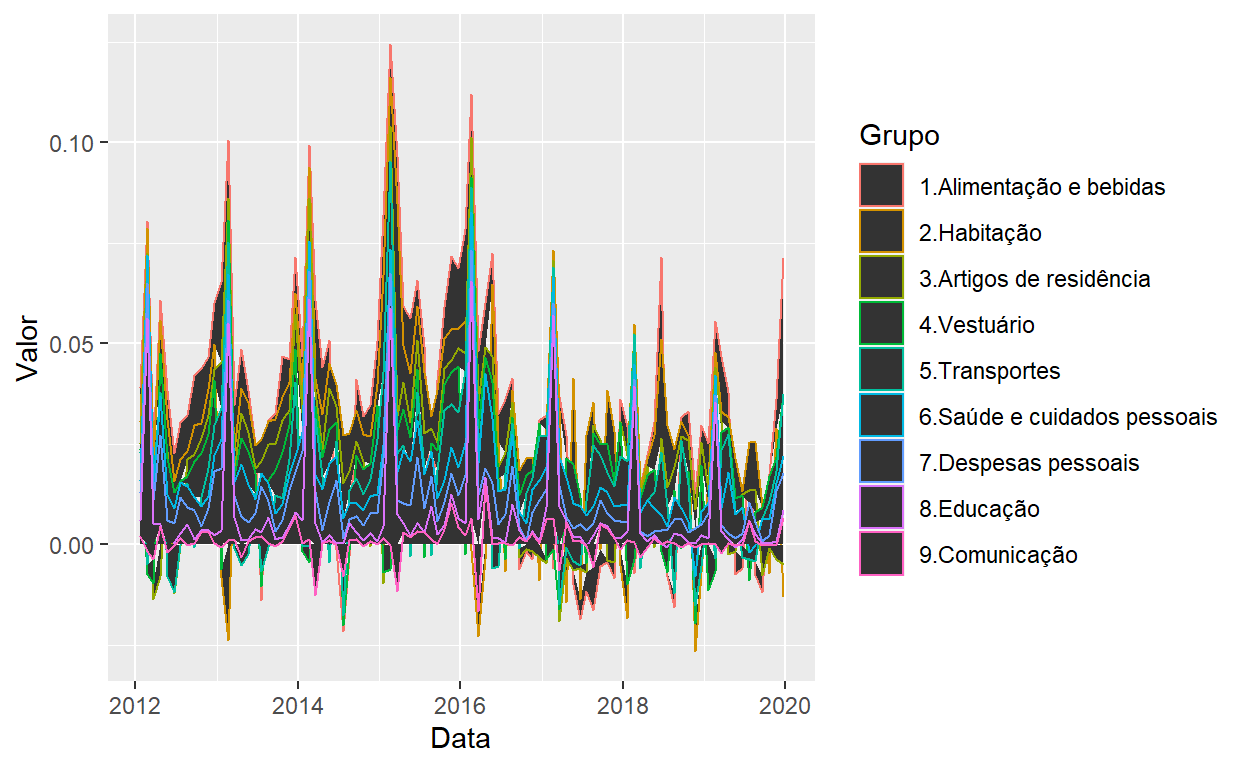 0.10
0.05
0.00
Valor
2012
2014
2016
2018
2020
Data
Grupo
1.Alimentação e bebidas
2.Habitação
3.Artigos de residência
4.Vestuário
5.Transportes
6.Saúde e cuidados pessoais
7.Despesas pessoais
8.Educação
9.Comunicação